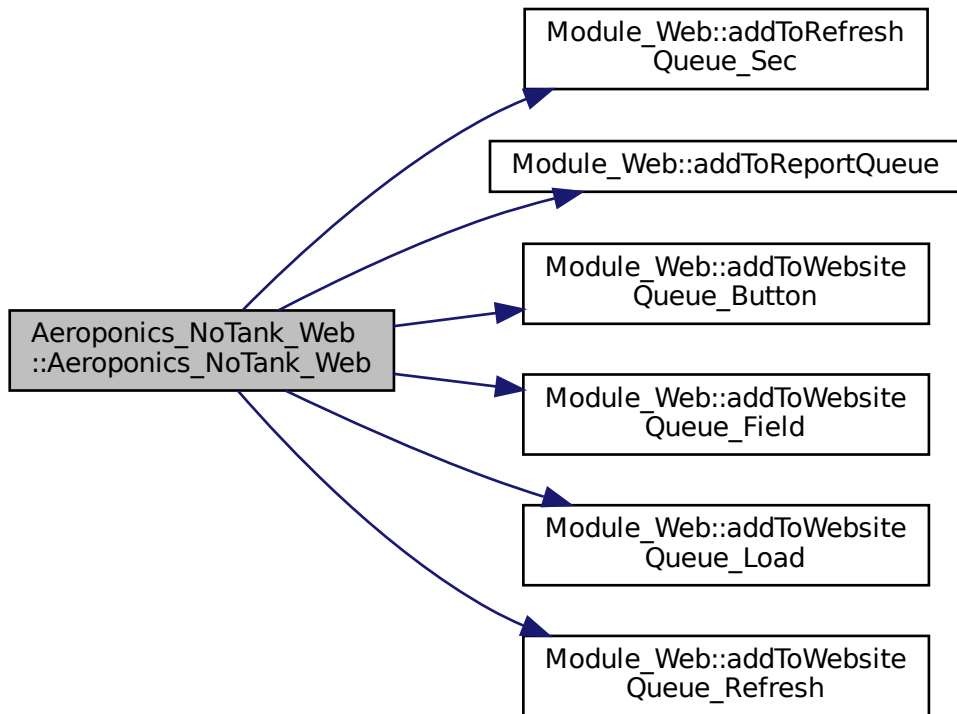 Module_Web::addToRefresh
Queue_Sec
Module_Web::addToReportQueue
Module_Web::addToWebsite
Queue_Button
Aeroponics_NoTank_Web
::Aeroponics_NoTank_Web
Module_Web::addToWebsite
Queue_Field
Module_Web::addToWebsite
Queue_Load
Module_Web::addToWebsite
Queue_Refresh